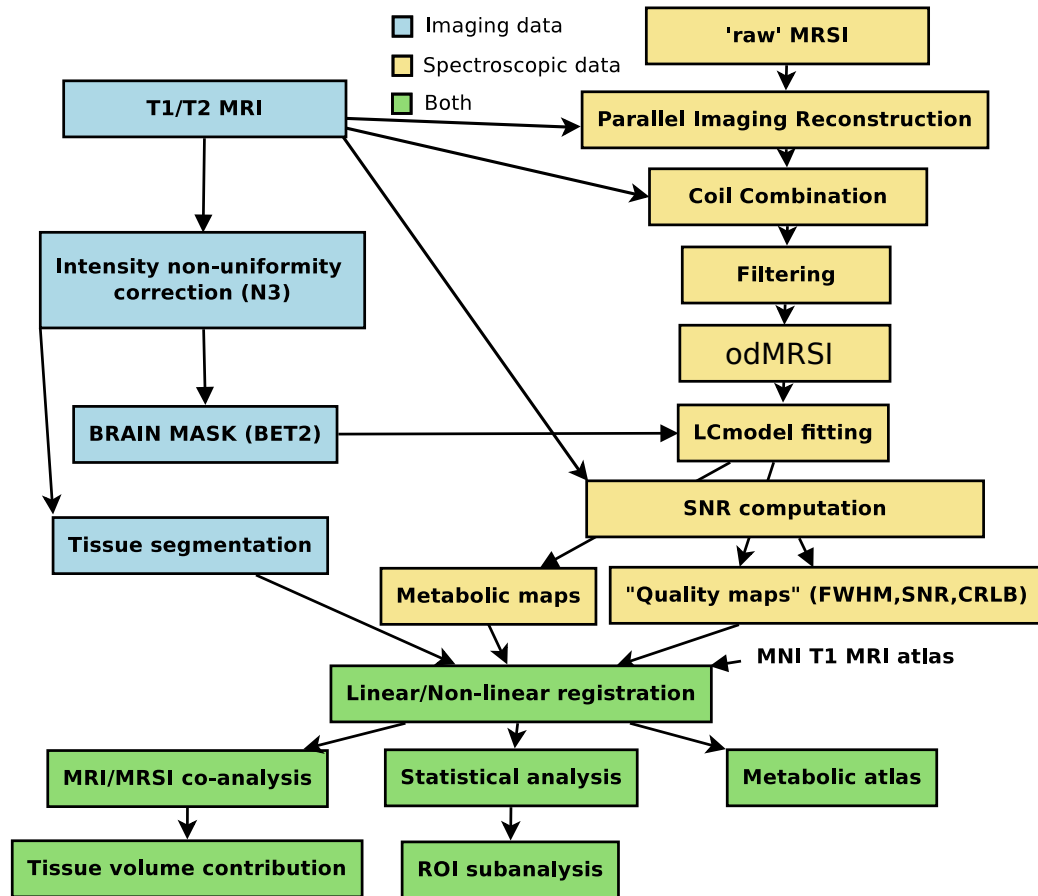 Imaging data
Spectroscopic data
Both
'raw' MRSI
T1/T2 MRI
Parallel Imaging Reconstruction
Coil Combination
Intensity non-uniformity
correction (N3)
Filtering
odMRSI
BRAIN MASK (BET2)
LCmodel fitting
SNR computation
Tissue segmentation
Metabolic maps
"Quality maps" (FWHM,SNR,CRLB)
MNI T1 MRI atlas
Linear/Non-linear registration
MRI/MRSI co-analysis
Statistical analysis
Metabolic atlas
Tissue volume contribution
ROI subanalysis